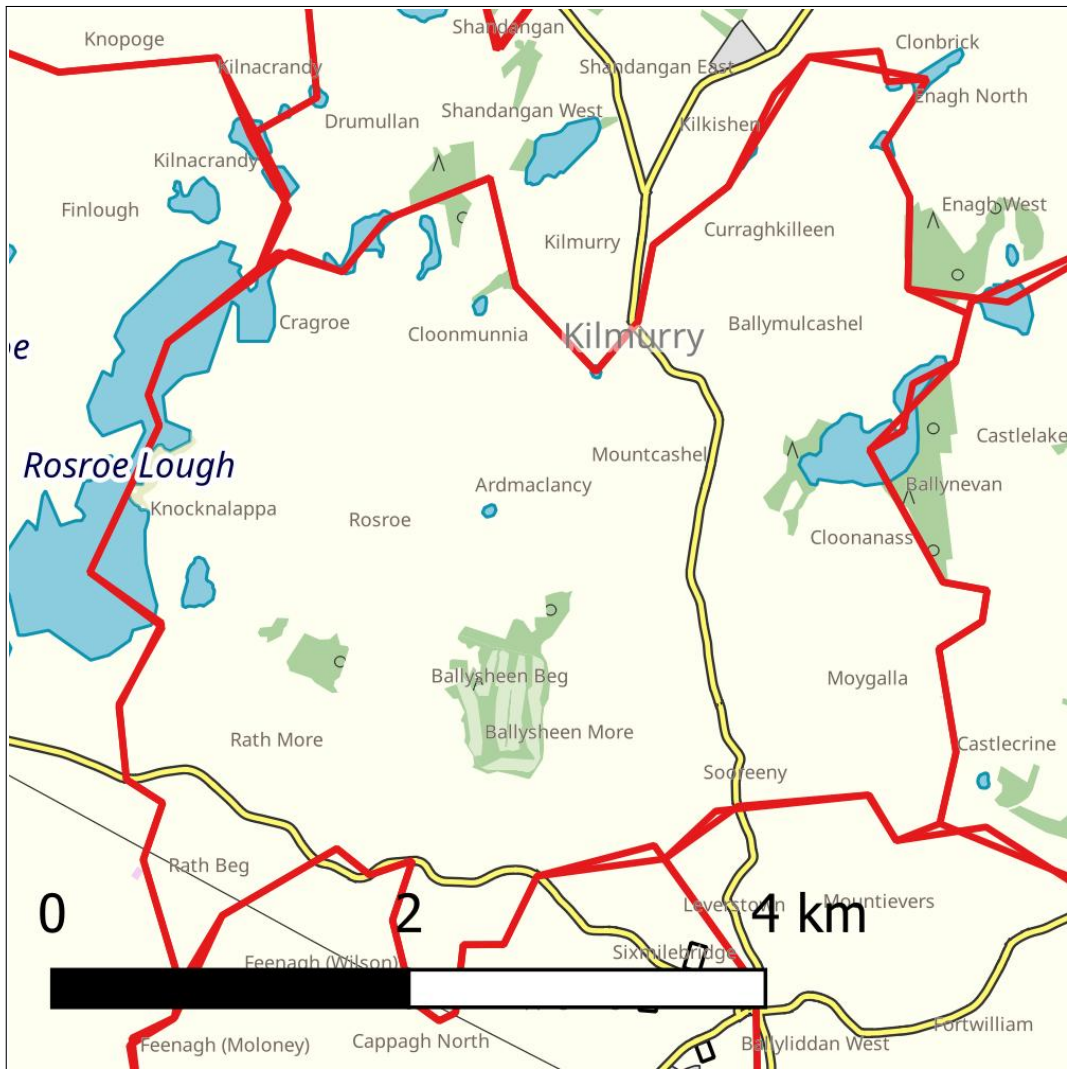 Knopoge
Shandangan
Clonbrick
Kilnacrandy
Shandangan East
Enagh North
Shandangan West
Drumullan
Kilkishen
Kilnacrandy
Finlough
Enagh West
Curraghkilleen
Kilmurry
Cragroe
Cloonmunnia
Kilmurry
Ballymulcashel
Castlelake
Mountcashel
Rosroe Lough
Ardmaclancy
Ballynevan
Knocknalappa
Rosroe
Cloonanass
Ballysheen Beg
Moygalla
Rath More
Ballysheen More
Castlecrine
Sooreeny
Rath Beg
Leverstown
Mountievers
0
2
4 km
Sixmilebridge
Feenagh (Wilson)
Fortwilliam
Feenagh (Moloney)
Cappagh North
Ballyliddan West